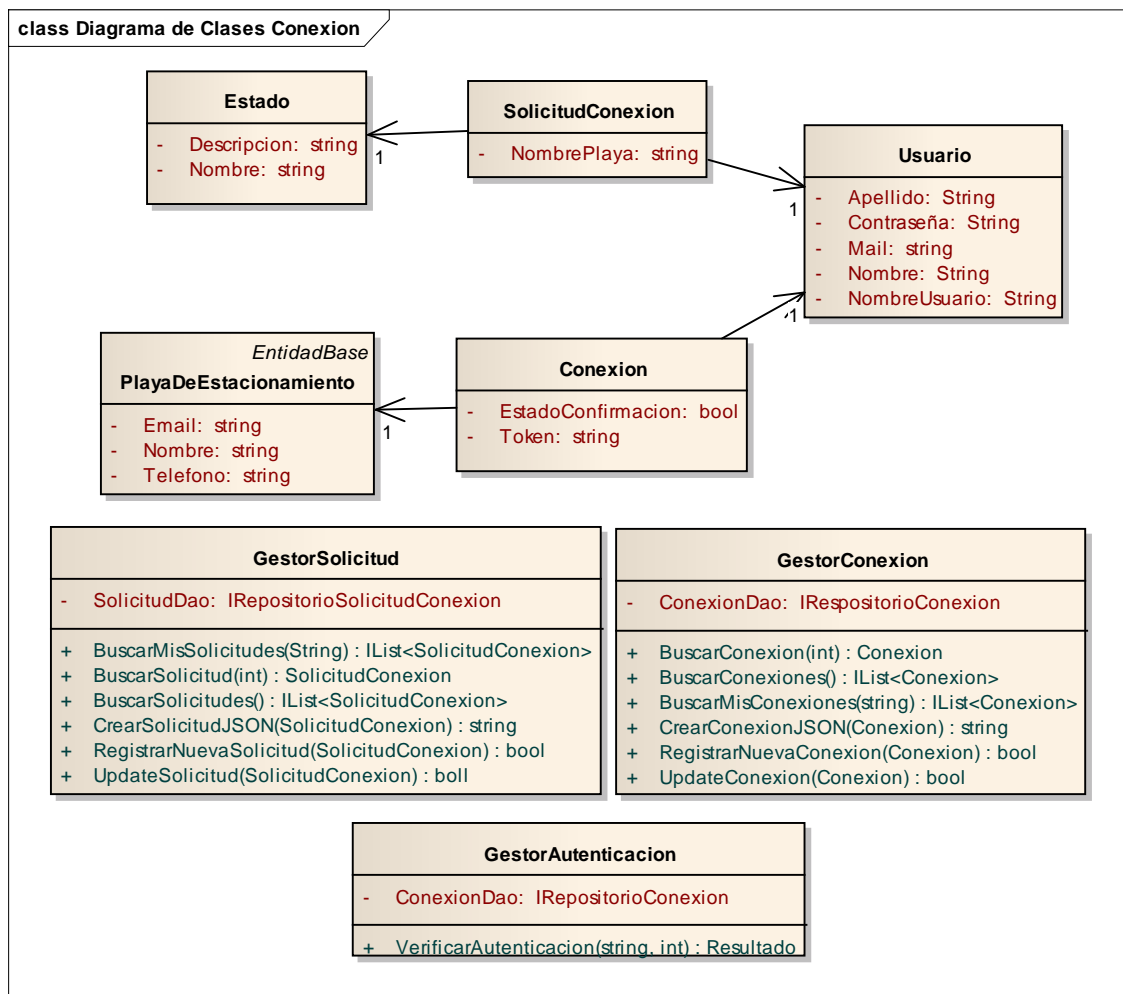 class Diagrama de Clases Conexion
Estado
- Descripcion: string
- Nombre: string
1
SolicitudConexion
- NombrePlaya: string
Usuario
- Apellido: String
- Contraseña: String
- Mail: string
- Nombre: String
- NombreUsuario: String
1
1
EntidadBase
PlayaDeEstacionamiento
- Email: string
- Nombre: string
- Telefono: string
1
Conexion
- EstadoConfirmacion: bool
- Token: string
GestorSolicitud
- SolicitudDao: IRepositorioSolicitudConexion
+ BuscarMisSolicitudes(String) : IList<SolicitudConexion>
+ BuscarSolicitud(int) : SolicitudConexion
+ BuscarSolicitudes() : IList<SolicitudConexion>
+ CrearSolicitudJSON(SolicitudConexion) : string
+ RegistrarNuevaSolicitud(SolicitudConexion) : bool
+ UpdateSolicitud(SolicitudConexion) : boll
GestorConexion
- ConexionDao: IRespositorioConexion
+ BuscarConexion(int) : Conexion
+ BuscarConexiones() : IList<Conexion>
+ BuscarMisConexiones(string) : IList<Conexion>
+ CrearConexionJSON(Conexion) : string
+ RegistrarNuevaConexion(Conexion) : bool
+ UpdateConexion(Conexion) : bool
GestorAutenticacion
- ConexionDao: IRepositorioConexion
+ VerificarAutenticacion(string, int) : Resultado